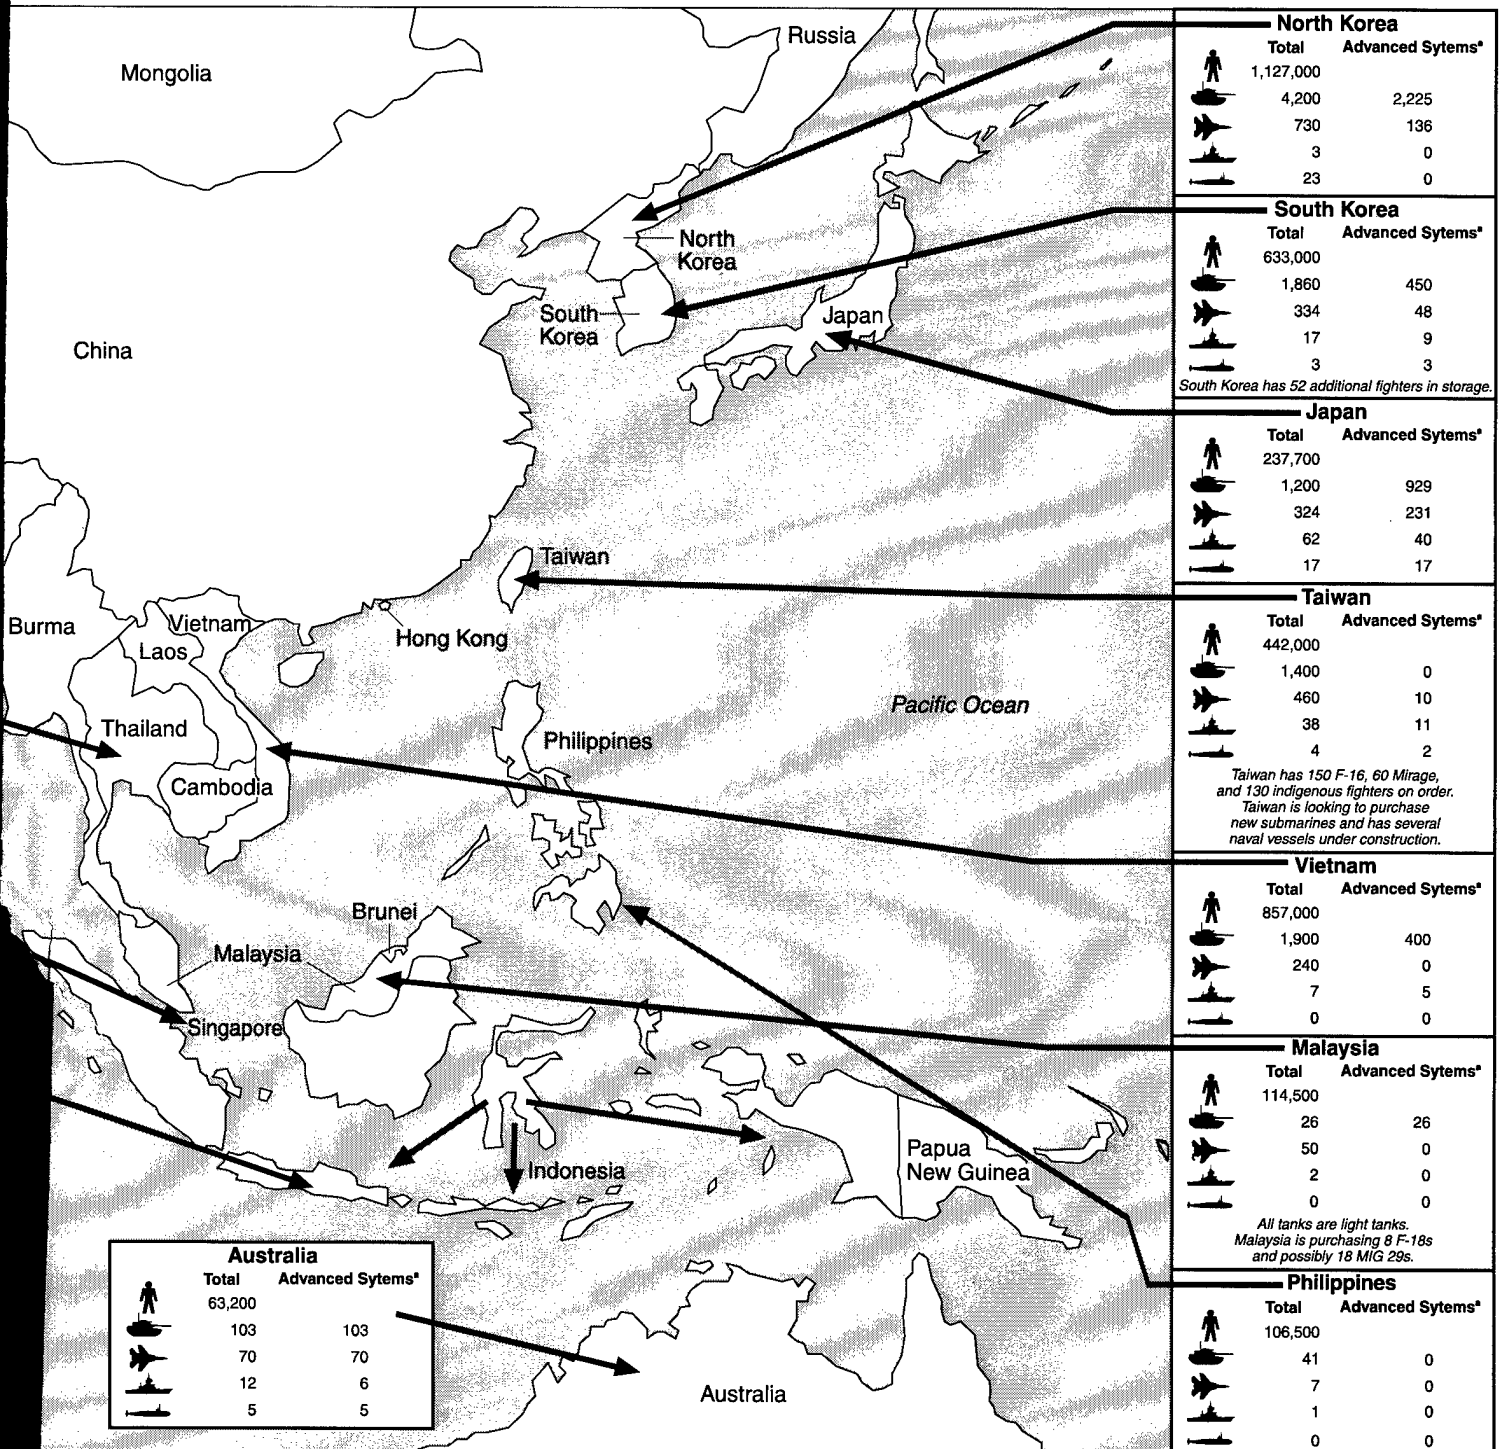 Mongolia
Russia
China
North
Korea
South
Korea
Japan
Taiwan
Hong Kong
Burma
Vietnam
Laos
Thailand
Cambodia
Philippines
Pacific Ocean
Brunei
Malaysia
Singapore
Indonesia
Papua
New Guinea
Australia
North Korea
Total Advanced Sytemsª
1,127,000
4,200 2,225
730 136
3 0
23 0
South Korea
Total Advanced Sytemsª
633,000
1,860 450
334 48
17 9
3 3
South Korea has 52 additional fighters in storage.
Japan
Total Advanced Sytemsª
237,700
1,200 929
324 231
62 40
17 17
Taiwan
Total Advanced Sytemsª
442,000
1,400 0
460 10
38 11
4 2
Taiwan has 150 F-16, 60 Mirage,
and 130 indigenous fighters on order.
Taiwan is looking to purchase
new submarines and has several
naval vessels under construction.
Vietnam
Total Advanced Sytemsª
857,000
1,900 400
240 0
7 5
0 0
Malaysia
Total Advanced Sytemsª
114,500
26 26
50 0
2 0
0 0
All tanks are light tanks.
Malaysia is purchasing 8 F-18s
and possibly 18 MIG 29s.
Philippines
Total Advanced Sytemsª
106,500
41 0
7 0
1 0
0 0
Australia
Total Advanced Sytemsª
63,200
103 103
70 70
12 6
5 5